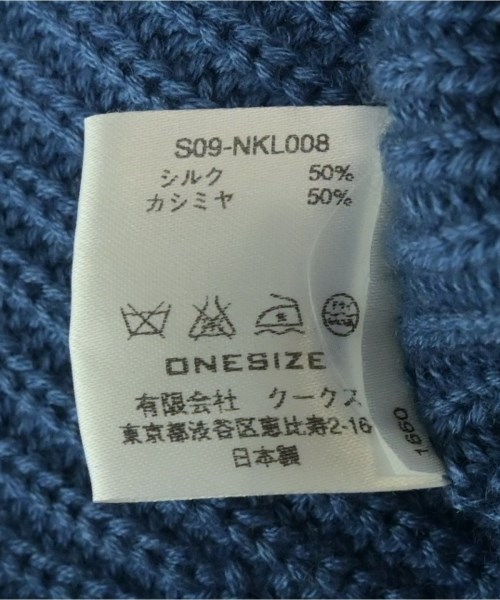 S09-NKL008
シルク 50%
カシミヤ 50%
ONESIZE
有限会社 クークス
東京都渋谷区恵比寿2-16
日本製
1660